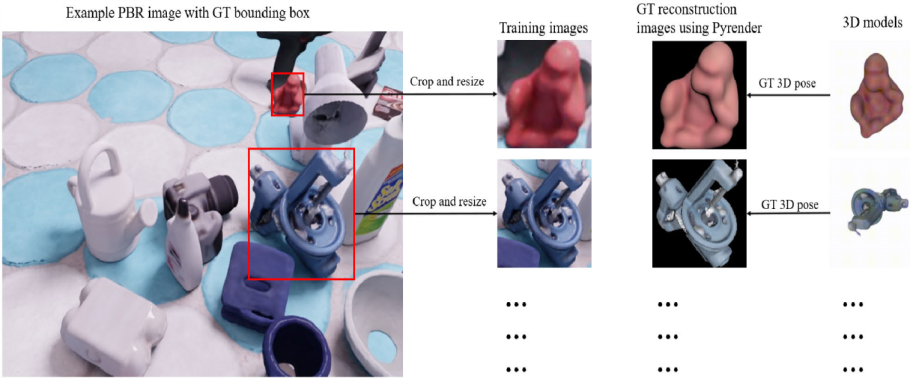 Example PBR image with GT bounding box
Training images
GT reconstruction
images using Pyrender
3D models
Crop and resize
GT 3D pose
Crop and resize
GT 3D pose
... ... ...
... ... ...
... ... ...